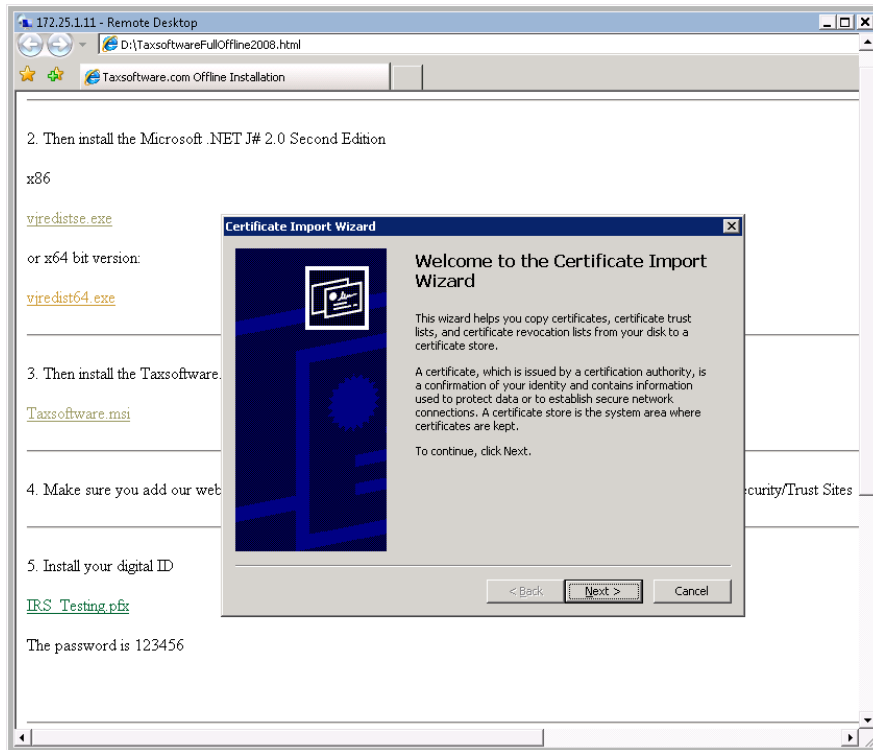 172.25.1.11 - Remote Desktop
D:\TaxsoftwareFullOffline2008.html
Taxsoftware.com Offline Installation
2. Then install the Microsoft .NET J# 2.0 Second Edition
x86
vjredistse.exe
or x64 bit version:
vjredist64.exe
3. Then install the Taxsoftware.
Taxsoftware.msi
4. Make sure you add our web
curity/Trust Sites
5. Install your digital ID
IRS_Testing.pfx
The password is 123456
Certificate Import Wizard
Welcome to the Certificate Import
Wizard
This wizard helps you copy certificates, certificate trust
lists, and certificate revocation lists from your disk to a
certificate store.
A certificate, which is issued by a certification authority, is
a confirmation of your identity and contains information
used to protect data or to establish secure network
connections. A certificate store is the system area where
certificates are kept.
To continue, click Next.
< Back
Next >
Cancel